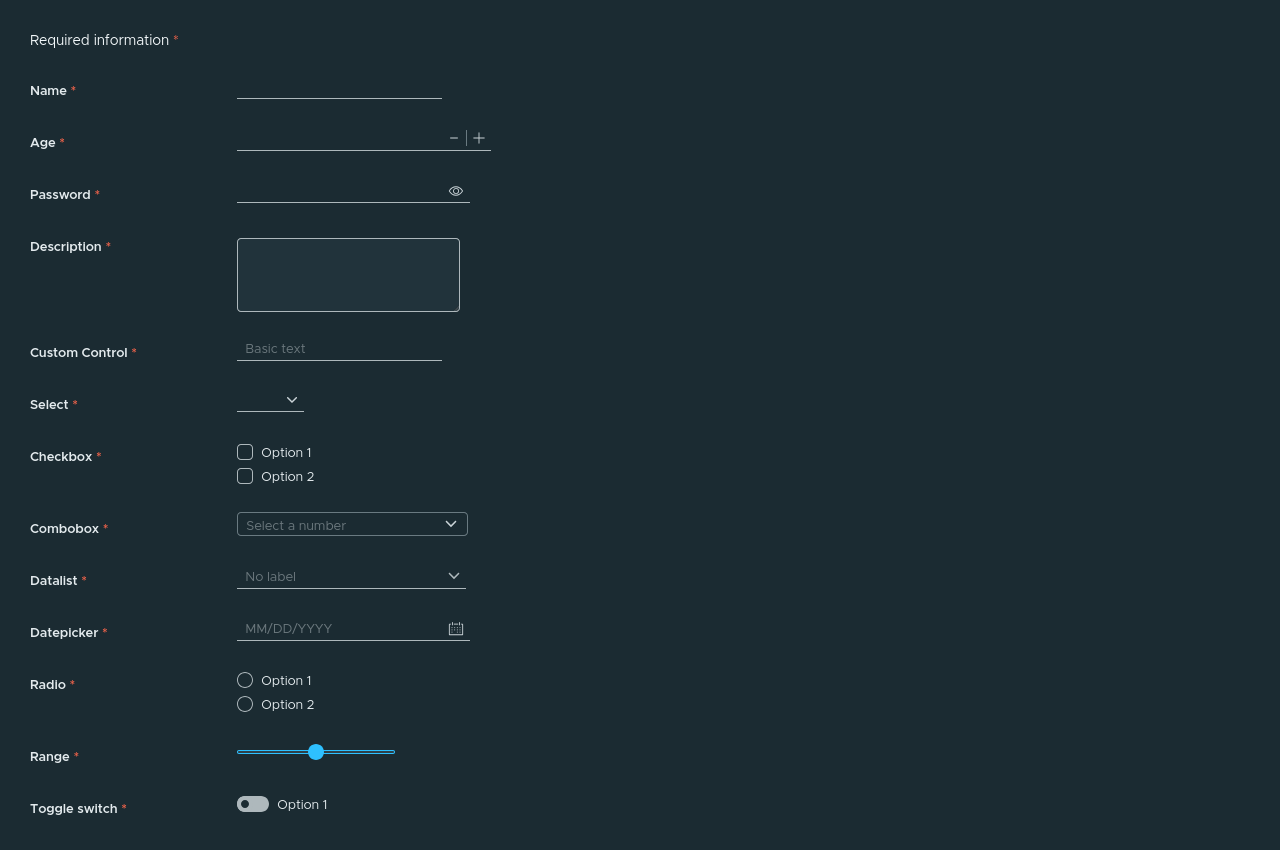 Required information *
Name *
Age *
Password *
Description *
Custom Control * Basic text
Select *
Checkbox * Option 1
Option 2
Combobox * Select a number
Datalist * No label
Datepicker * MM/DD/YYYY
Radio * Option 1
Option 2
Range *
Toggle switch * Option 1